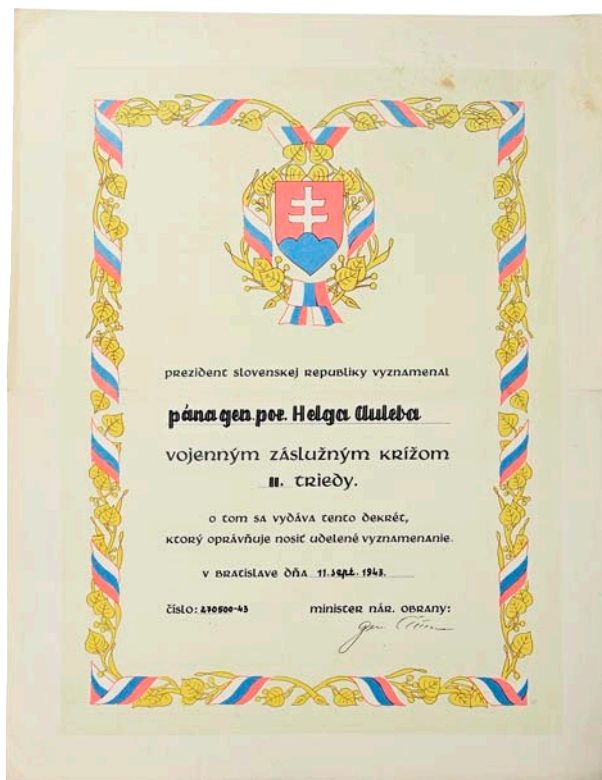 prezident slovenskej republiky vyznamenal
pána gen. por. Helga Auleba
vojenným záslužným krížom
II. triedy.
o tom sa vydáva tento dekrét,
ktorý oprávňuje nosiť udelené vyznamenanie.
v Bratislave dňa 11. sept. 1943.
číslo: 270500-43 minister nár. obrany:
gen.